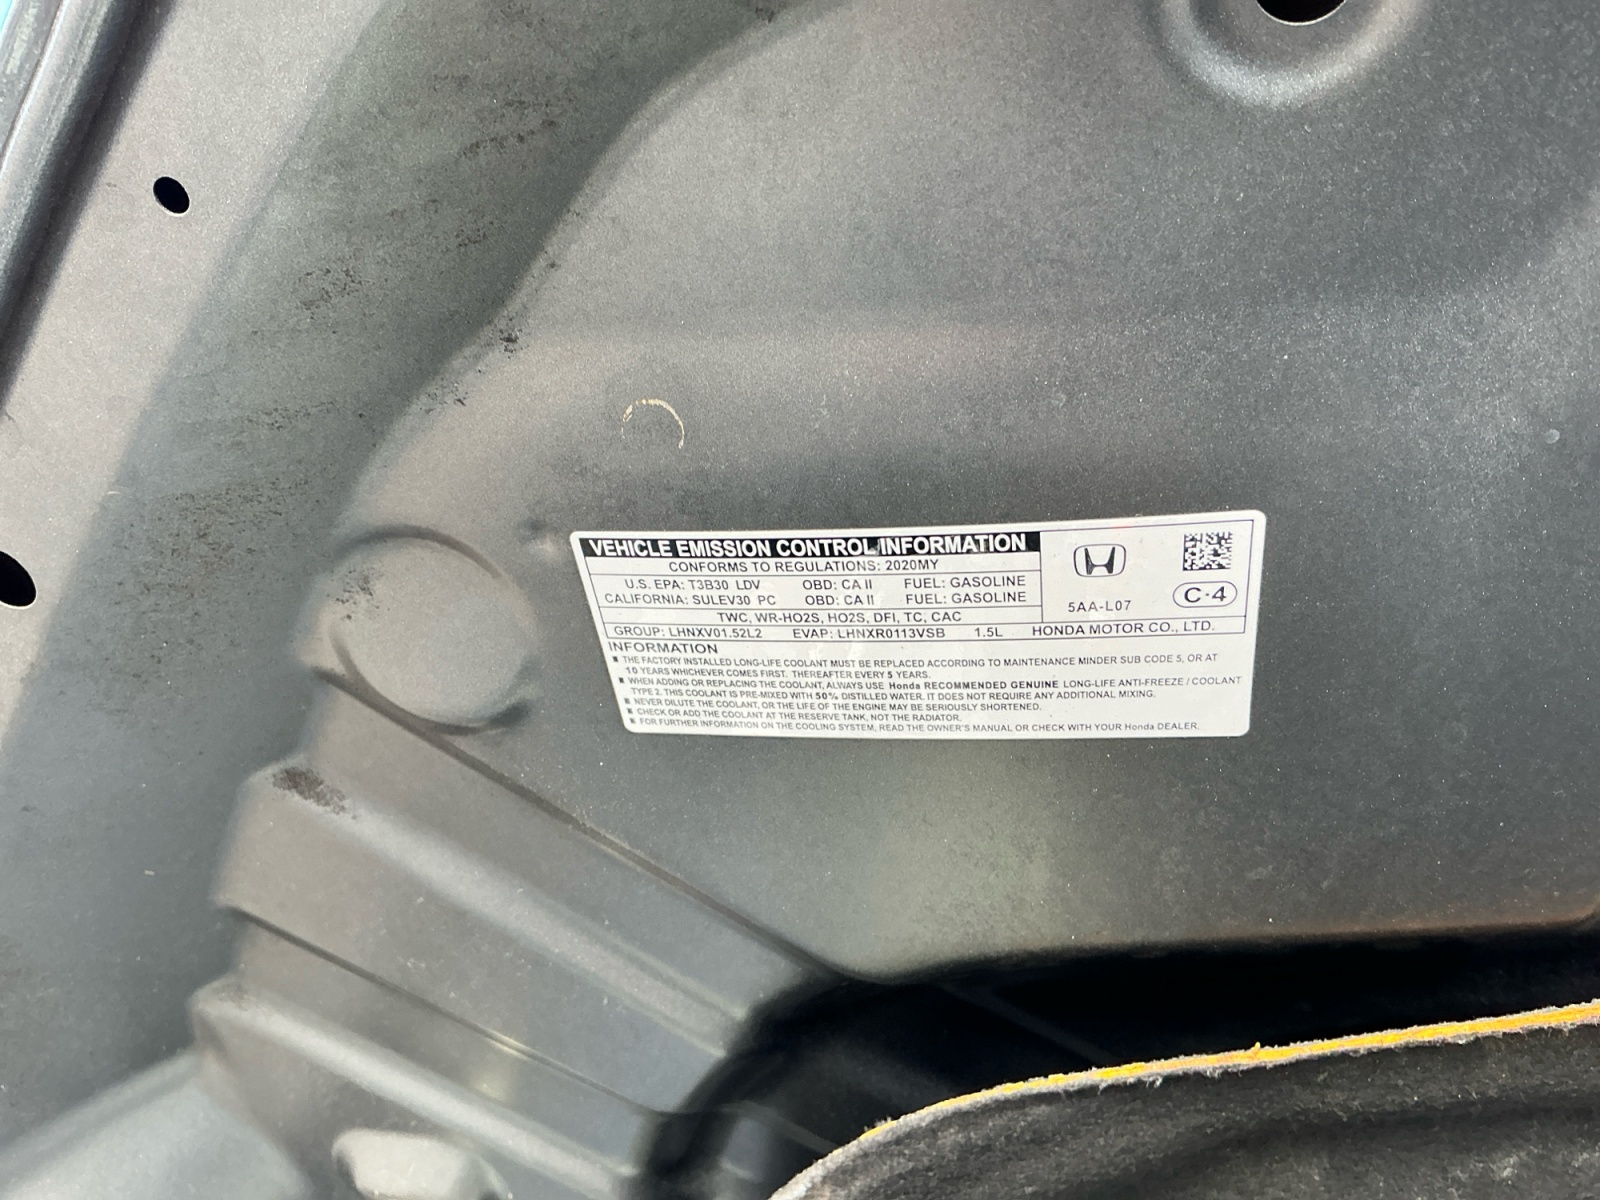 VEHICLE EMISSION CONTROL INFORMATION
CONFORMS TO REGULATIONS: 2020MY
U.S. EPA: T3B30 LDV OBD: CA II FUEL: GASOLINE
CALIFORNIA: SULEV30 PC OBD: CA II FUEL: GASOLINE
TWC, WR-HO2S, HO2S, DFI, TC, CAC
5AA-L07
C-4
GROUP: LHNXV01.52L2 EVAP: LHNXR0113VSB 1.5L HONDA MOTOR CO., LTD.
INFORMATION
■ THE FACTORY INSTALLED LONG-LIFE COOLANT MUST BE REPLACED ACCORDING TO MAINTENANCE MINDER SUB CODE 5, OR AT
10 YEARS WHICHEVER COMES FIRST. THEREAFTER EVERY 5 YEARS.
■ WHEN ADDING OR REPLACING THE COOLANT, ALWAYS USE Honda RECOMMENDED GENUINE LONG-LIFE ANTI-FREEZE / COOLANT
TYPE 2. THIS COOLANT IS PRE-MIXED WITH 50% DISTILLED WATER. IT DOES NOT REQUIRE ANY ADDITIONAL MIXING.
■ NEVER DILUTE THE COOLANT, OR THE LIFE OF THE ENGINE MAY BE SERIOUSLY SHORTENED.
■ CHECK OR ADD THE COOLANT AT THE RESERVE TANK, NOT THE RADIATOR.
■ FOR FURTHER INFORMATION ON THE COOLING SYSTEM, READ THE OWNER'S MANUAL OR CHECK WITH YOUR Honda DEALER.